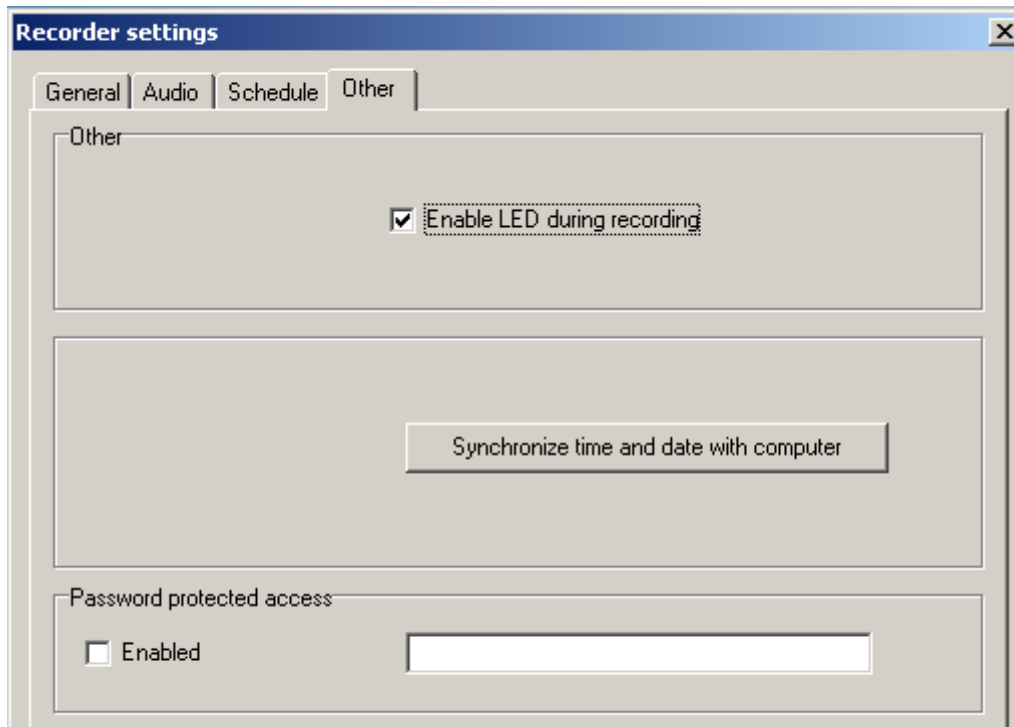 Recorder settings
General Audio Schedule Other
Other
Enable LED during recording
Synchronize time and date with computer
Password protected access
Enabled